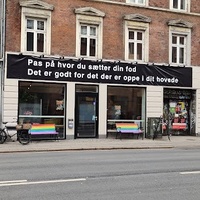 Pas på hvor du sætter din fod
Det er godt for det der er oppe i dit hovede